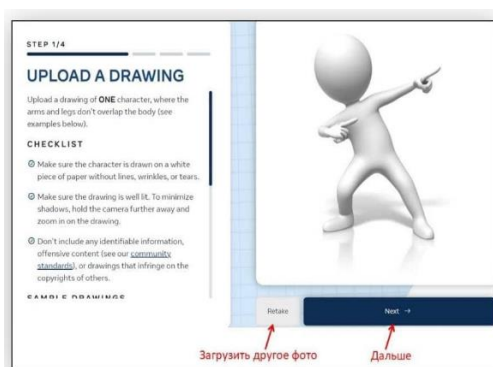 STEP 1/4
UPLOAD A DRAWING
Upload a drawing of ONE character, where the
arms and legs don't overlap the body (see
examples below).
CHECKLIST
Make sure the character is drawn on a white
piece of paper without lines, wrinkles, or tears.
Make sure the drawing is well lit. To minimize
shadows, hold the camera further away and
zoom in on the drawing.
Don't include any identifiable information,
offensive content (see our community
standards), or drawings that infringe on the
copyrights of others.
SAMPLE DRAWINGS
Retake
Next →
Загрузить другое фото
Дальше